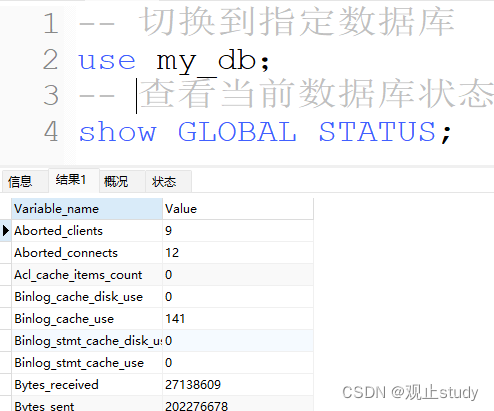 1 -- 切换到指定数据库
2 use my_db;
3 -- 查看当前数据库状态
4 show GLOBAL STATUS;
信息 结果1 概况 状态
Variable_name Value
Aborted_clients 9
Aborted_connects 12
Acl_cache_items_count 0
Binlog_cache_disk_use 0
Binlog_cache_use 141
Binlog_stmt_cache_disk_us 0
Binlog_stmt_cache_use 0
Bytes_received 27138609
Bytes_sent 202276678
CSDN @观止study